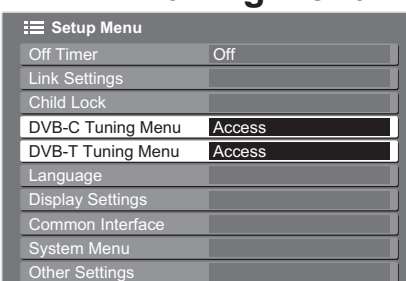 Setup Menu
Off Timer Off
Link Settings
Child Lock
DVB-C Tuning Menu Access
DVB-T Tuning Menu Access
Language
Display Settings
Common Interface
System Menu
Other Settings